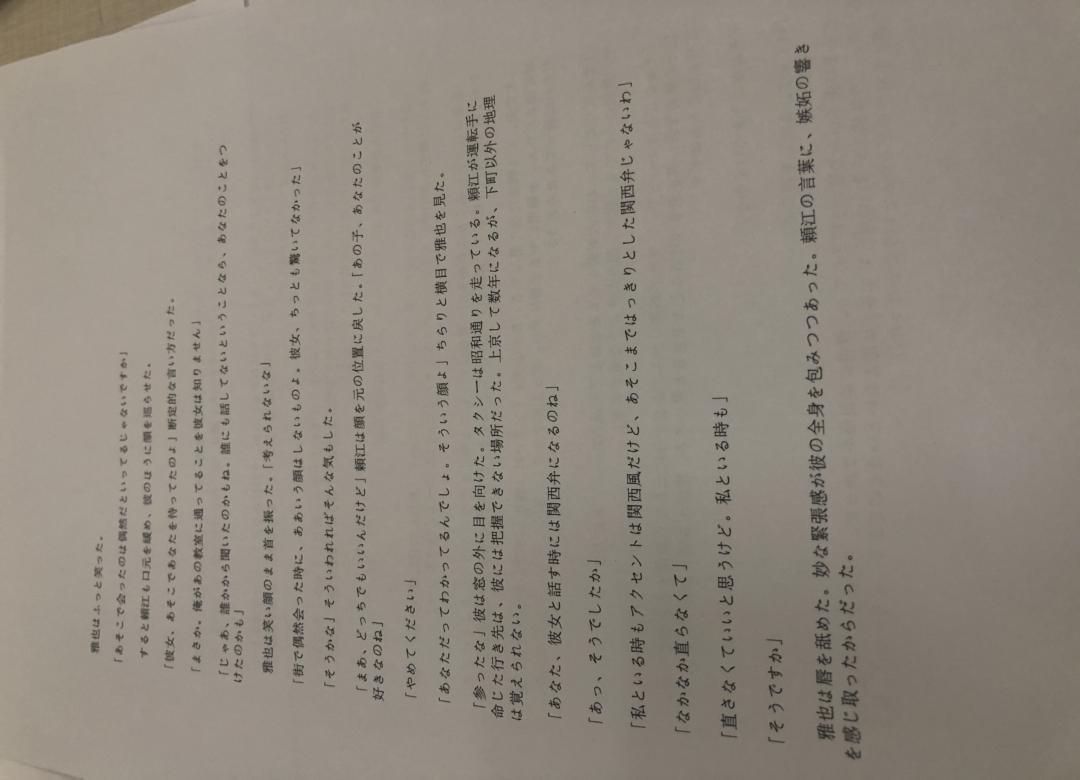 雅也はふっと笑った。
「あそこで会ったのは偶然だといってるじゃないですか」
すると頼江も口元を緩め、彼のほうに顔を巡らせた。
「彼女、あそこであなたを待ってたのよ」断定的な言い方だった。
「まさか。俺があの教室に通ってることを彼女は知りません」
「じゃあ、誰かから聞いたのかもね。誰にも話してないということなら、あなたのことをつ
けたのかも」
雅也は笑い顔のまま首を振った。「考えられないな」
「街で偶然会った時に、ああいう顔はしないものよ。彼女、ちっとも驚いてなかった」
「そうかな」そういわれればそんな気もした。
「まあ、どっちでもいいんだけど」頼江は顔を元の位置に戻した。「あの子、あなたのことが
好きなのね」
「やめてください」
「あなただってわかってるんでしょ。そういう顔よ」ちらりと横目で雅也を見た。
「参ったな」彼は窓の外に目を向けた。タクシーは昭和通りを走っている。頼江が運転手に
命じた行き先は、彼には把握できない場所だった。上京して数年になるが、下町以外の地理
は覚えられない。
「あなた、彼女と話す時には関西弁になるのね」
「あっ、そうでしたか」
「私といる時もアクセントは関西風だけど、あそこまではっきりとした関西弁じゃないわ」
「なかなか直らなくて」
「直さなくていいと思うけど。私といる時も」
「そうですか」
雅也は唇を舐めた。妙な緊張感が彼の全身を包みつつあった。頼江の言葉に、嫉妬の響き
を感じ取ったからだった。